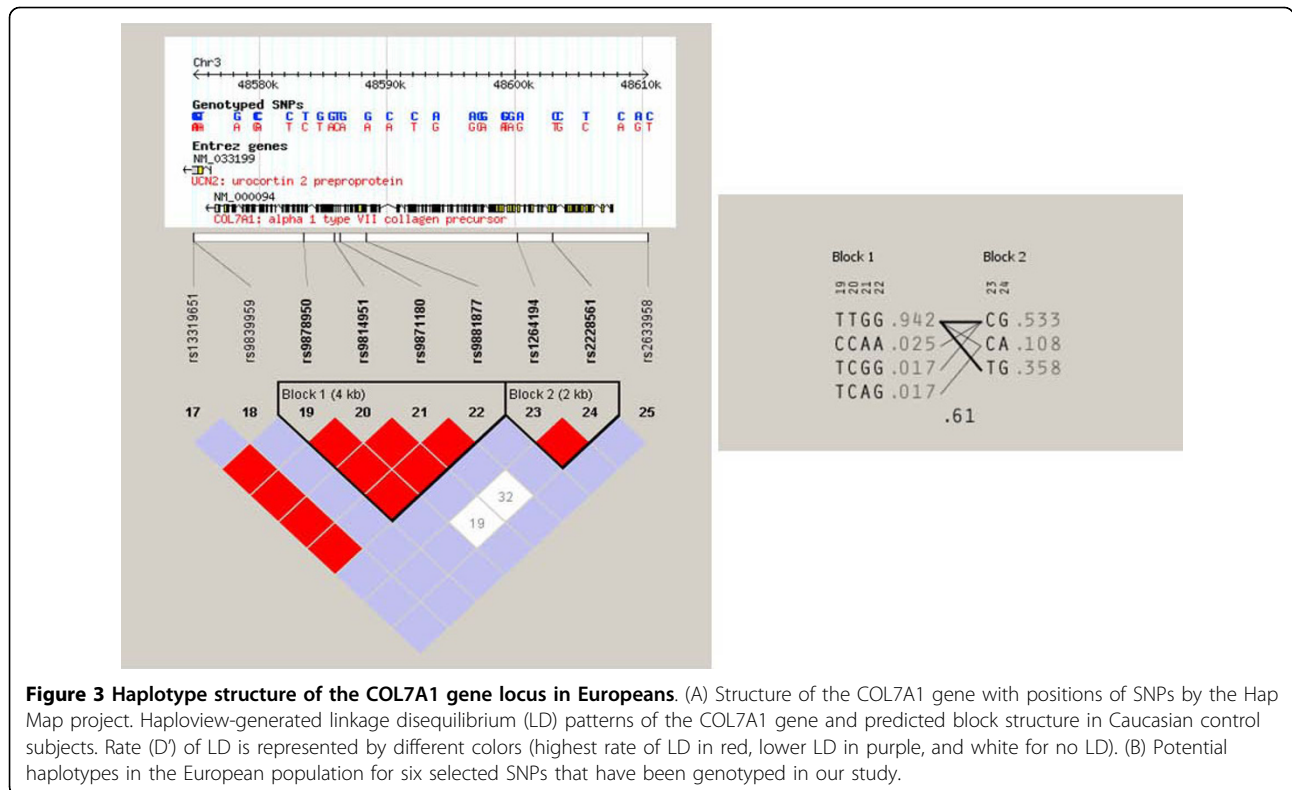 Chr3
48580k 48590k 48600k 48610k
Genotyped SNPs
Entrez genes
NM_033199
UCN2: urocortin 2 preproprotein
NM_000094
COL7A1: alpha 1 type VII collagen precursor
rs13319651 rs9839959 rs9878950 rs9814951 rs9871180 rs9881877 rs1264194 rs2228561 rs2633958
Block 1 (4 kb) Block 2 (2 kb)
17 18 19 20 21 22 23 24 25
32
19
Block 1 Block 2
19 20 21 22 23 24
TTGG .942 CG .533
CCAA .025 CA .108
TCGG .017 TG .358
TCAG .017
.61
Figure 3 Haplotype structure of the COL7A1 gene locus in Europeans. (A) Structure of the COL7A1 gene with positions of SNPs by the Hap
Map project. Haploview-generated linkage disequilibrium (LD) patterns of the COL7A1 gene and predicted block structure in Caucasian control
subjects. Rate (D') of LD is represented by different colors (highest rate of LD in red, lower LD in purple, and white for no LD). (B) Potential
haplotypes in the European population for six selected SNPs that have been genotyped in our study.